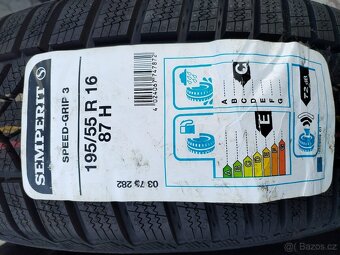 SEMPERIT
SPEED-GRIP 3
195/55 R 16
87 H
03 73 282
C
A
B
C
D
E
F
G
E
72 dB
Bazos.cz